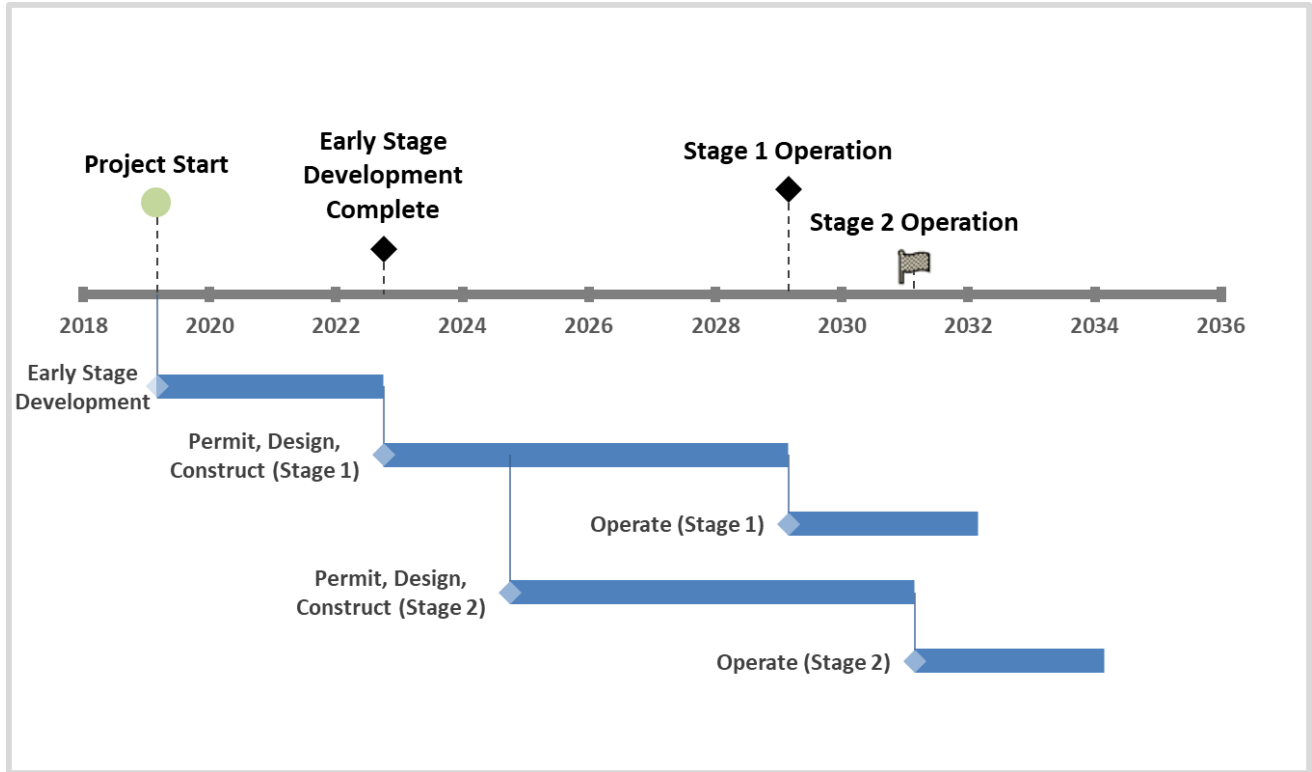 Project Start
Early Stage
Development
Complete
Stage 1 Operation
Stage 2 Operation
2018 2020 2022 2024 2026 2028 2030 2032 2034 2036
Early Stage
Development
Permit, Design,
Construct (Stage 1)
Operate (Stage 1)
Permit, Design,
Construct (Stage 2)
Operate (Stage 2)